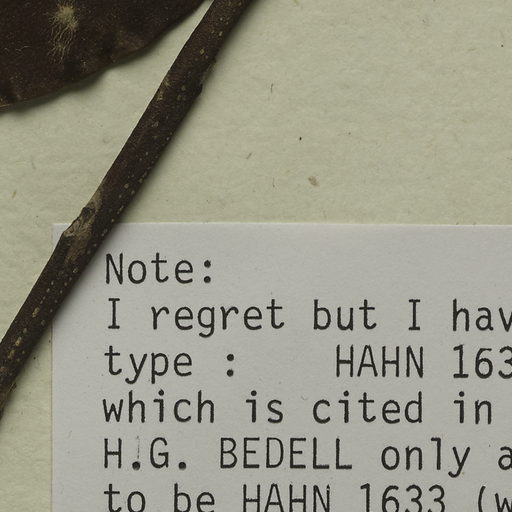 Note:
I regret but I hav
type : HAHN 163
which is cited in
H.G. BEDELL only a
to be HAHN 1633 (w